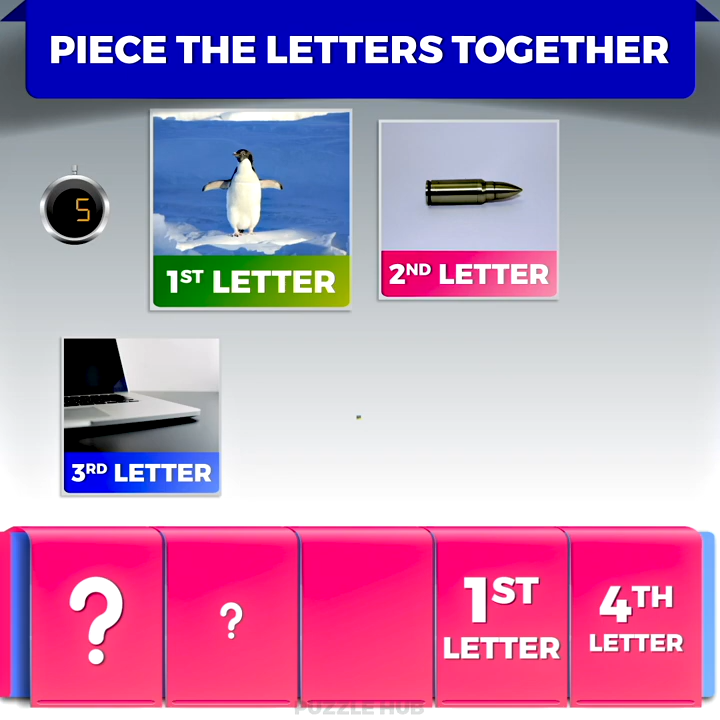 PIECE THE LETTERS TOGETHER
5
1ST LETTER
2ND LETTER
3RD LETTER
?
?
1ST
LETTER
4TH
LETTER
PUZZLE HUB